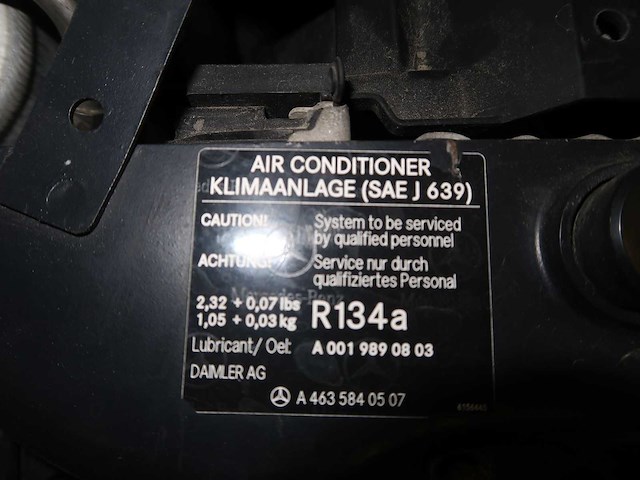 AIR CONDITIONER
KLIMAANLAGE (SAE J 639)
CAUTION! System to be serviced
by qualified personnel
ACHTUNG! Service nur durch
qualifiziertes Personal
Mercedes-Benz
2,32 + 0,07 lbs
1,05 + 0,03 kg R134a
Lubricant/ Oel: A 001 989 08 03
DAIMLER AG
A 463 584 05 07